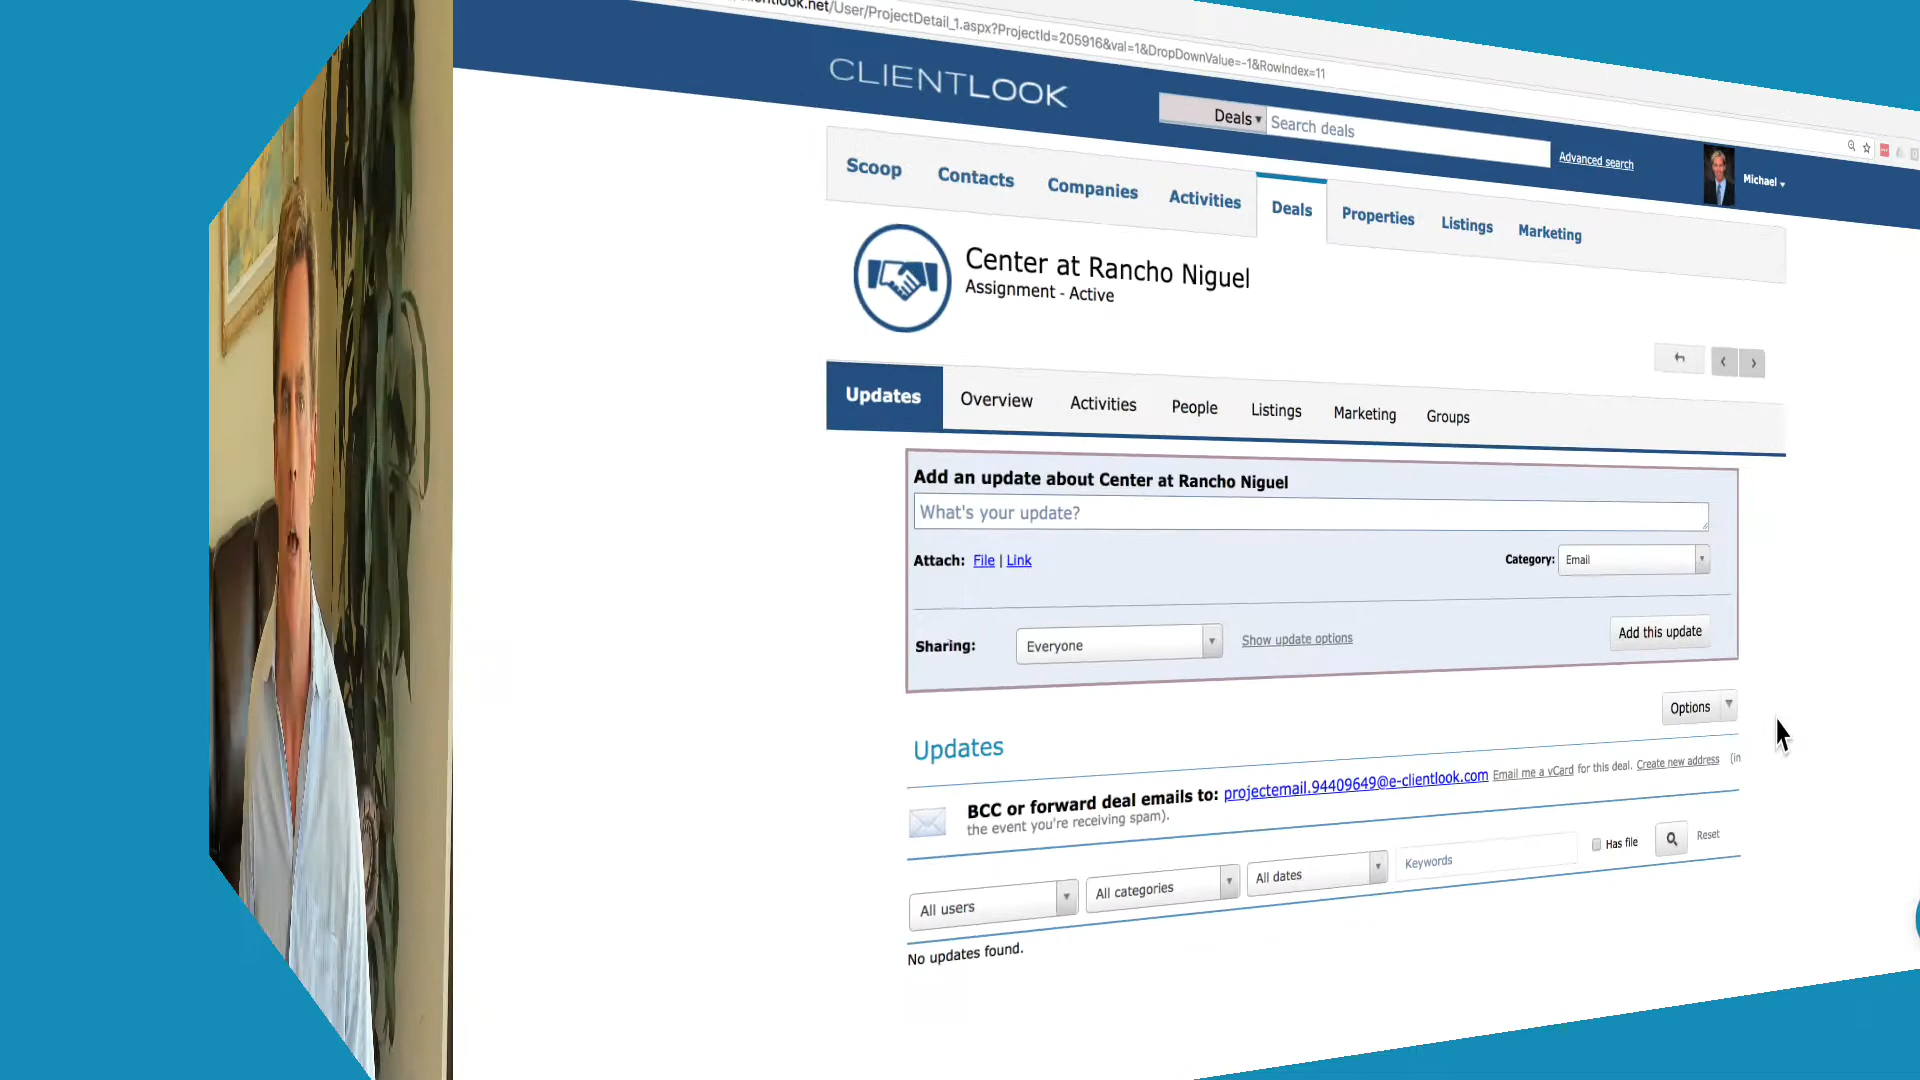 clientlook.net/User/ProjectDetail_1.aspx?ProjectId=205916&val=1&DropDownValue=-1&RowIndex=11
CLIENTLOOK
Deals Search deals Advanced search
Michael
Scoop Contacts Companies Activities Deals Properties Listings Marketing
Center at Rancho Niguel
Assignment - Active
Updates Overview Activities People Listings Marketing Groups
Add an update about Center at Rancho Niguel
What's your update?
Attach: File | Link Category: Email
Sharing: Everyone Show update options Add this update
Options
Updates
BCC or forward deal emails to: projectemail.94409649@e-clientlook.com Email me a vCard for this deal. Create new address (in
the event you're receiving spam).
All users All categories All dates Keywords Has file Reset
No updates found.